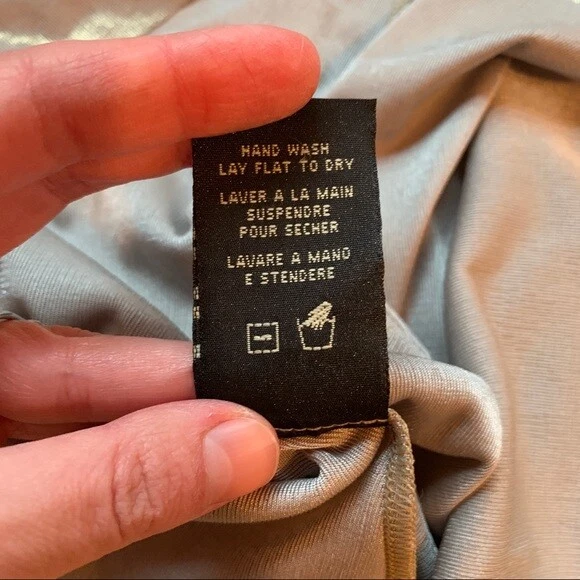 HAND WASH
LAY FLAT TO DRY
LAVER A LA MAIN
SUSPENDRE
POUR SECHER
LAVARE A MANO
E STENDERE